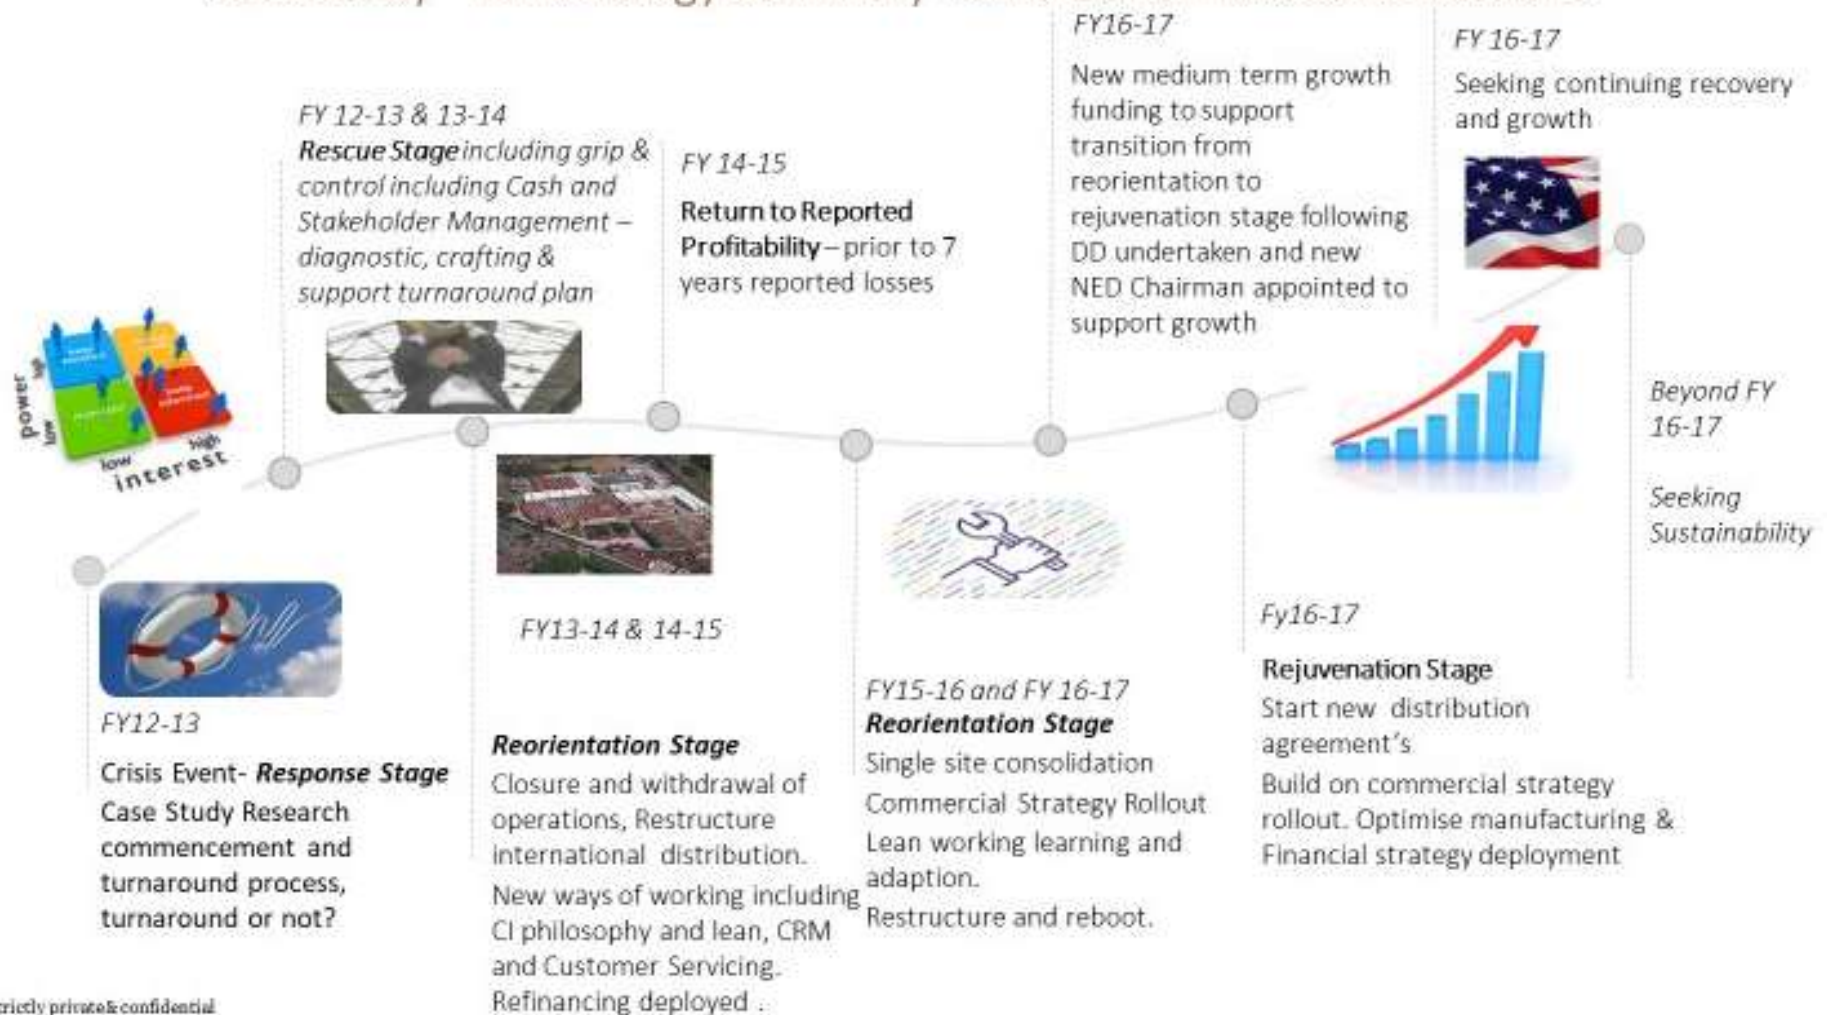 FY 12-13 & 13-14
Rescue Stage including grip &
control including Cash and
Stakeholder Management –
diagnostic, crafting &
support turnaround plan
FY 14-15
Return to Reported
Profitability – prior to 7
years reported losses
FY16-17
New medium term growth
funding to support
transition from
reorientation to
rejuvenation stage following
DD undertaken and new
NED Chairman appointed to
support growth
FY 16-17
Seeking continuing recovery
and growth
power
low
high
low
high
interest
Beyond FY
16-17
Seeking
Sustainability
FY12-13
Crisis Event- Response Stage
Case Study Research
commencement and
turnaround process,
turnaround or not?
FY13-14 & 14-15
Reorientation Stage
Closure and withdrawal of
operations, Restructure
international distribution.
New ways of working including
CI philosophy and lean, CRM
and Customer Servicing.
Refinancing deployed .
FY15-16 and FY 16-17
Reorientation Stage
Single site consolidation
Commercial Strategy Rollout
Lean working learning and
adaption.
Restructure and reboot.
Fy16-17
Rejuvenation Stage
Start new distribution
agreement's
Build on commercial strategy
rollout. Optimise manufacturing &
Financial strategy deployment
trictly private & confidential